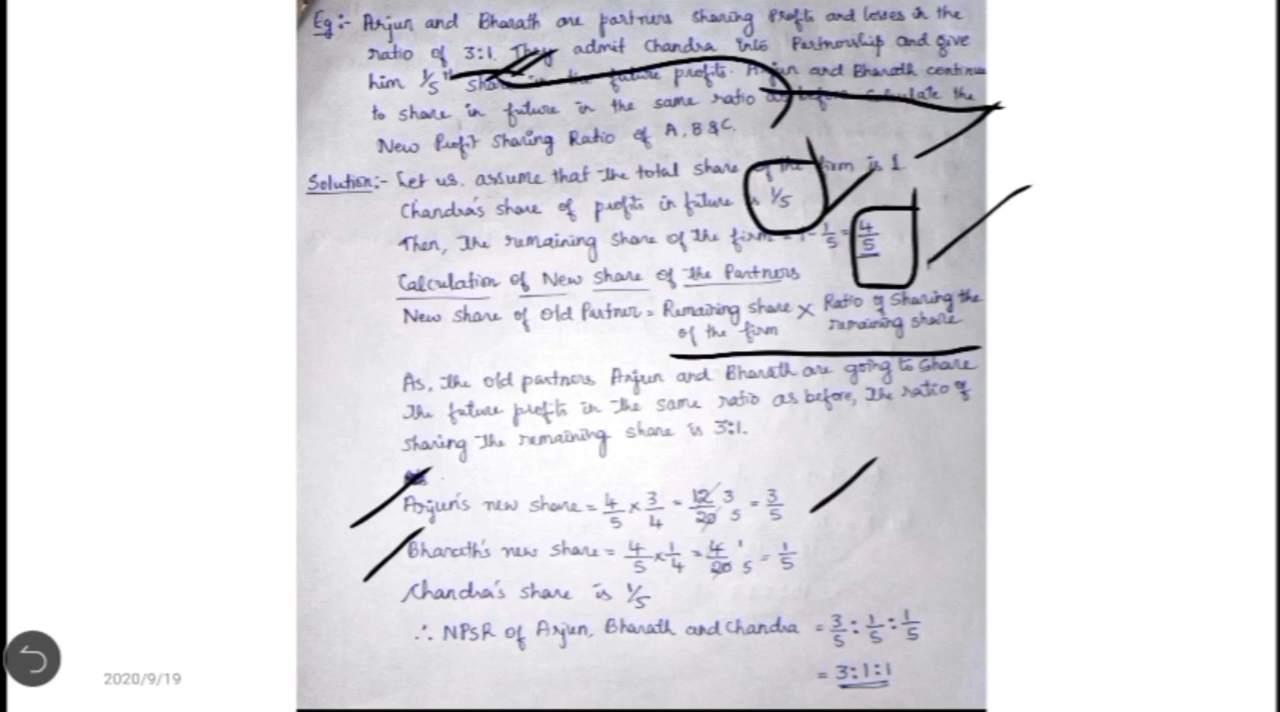 Eg:- Arjun and Bharath are partners sharing Profits and losses in the
ratio of 3:1. They admit Chandra into Partnership and give
him 1/5th share in the future profits. Arjun and Bharath continue
to share in future in the same ratio as before. Calculate the
New Profit Sharing Ratio of A, B & C.
Solution:- Let us. assume that the total share of the firm is 1.
Chandra's share of profits in future is 1/5
Then, The remaining share of the firm = 1 - 1/5 = 4/5
Calculation of New Share of the Partners
New share of Old Partner = Remaining share of the firm × Ratio of Sharing the remaining share
As, the old partners Arjun and Bharath are going to Share
the future profits in the same ratio as before, The ratio of
sharing the remaining share is 3:1.
Arjun's new share = 4/5 × 3/4 = 12/20 3 5 = 3/5
Bharath's new share = 4/5 × 1/4 = 4/20 1 5 = 1/5
Chandra's share is 1/5
∴ NPSR of Arjun, Bharath and Chandra = 3/5 : 1/5 : 1/5
= 3:1:1
2020/9/19